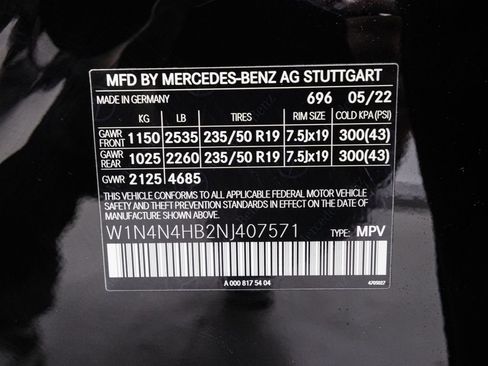 MFD BY MERCEDES-BENZ AG STUTTGART
MADE IN GERMANY 696 05/22
KG LB TIRES RIM SIZE COLD KPA (PSI)
GAWR FRONT 1150 2535 235/50 R19 7.5Jx19 300(43)
GAWR REAR 1025 2260 235/50 R19 7.5Jx19 300(43)
GWR 2125 4685
THIS VEHICLE CONFORMS TO ALL APPLICABLE FEDERAL MOTOR VEHICLE
SAFETY AND THEFT PREVENTION STANDARDS IN EFFECT ON THE DATE OF
MANUFACTURE SHOWN ABOVE.
W1N4N4HB2NJ407571 TYPE: MPV
A 000 817 54 04 4705027